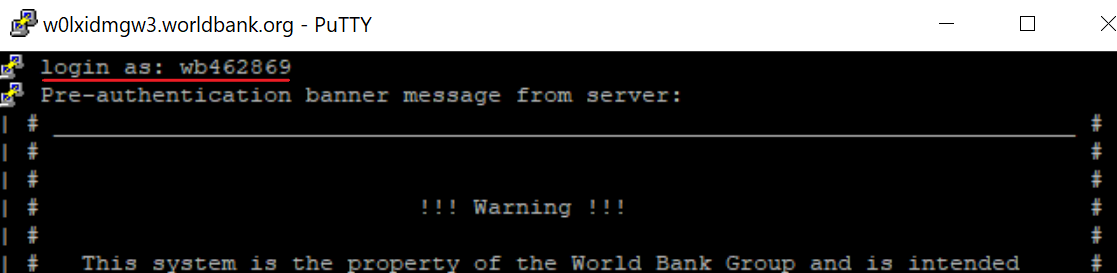 w0lxidmgw3.worldbank.org - PuTTY
login as: wb462869
Pre-authentication banner message from server:
| # ______________________________________________________________________ #
| # #
| # #
| # !!! Warning !!! #
| # #
| # This system is the property of the World Bank Group and is intended #